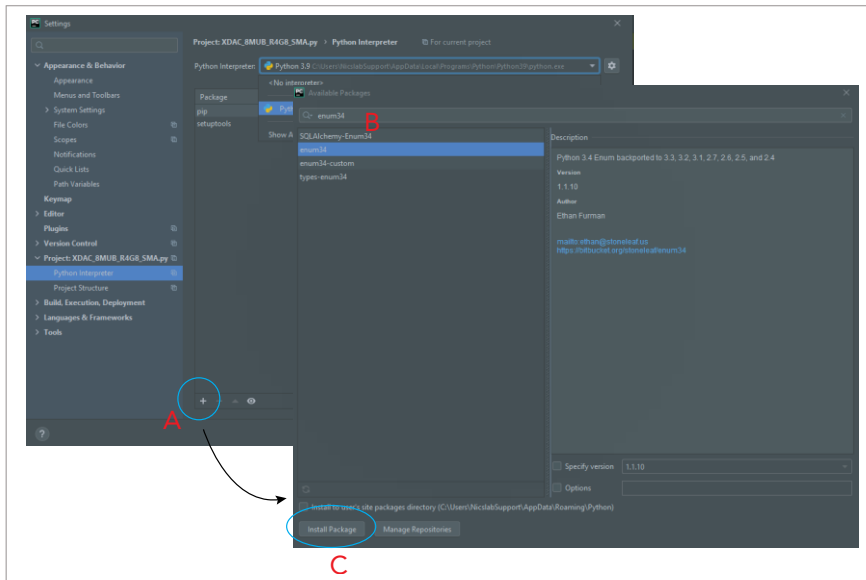 Settings
Appearance & Behavior
Appearance
Menus and Toolbars
System Settings
File Colors
Scopes
Notifications
Quick Lists
Path Variables
Keymap
Editor
Plugins
Version Control
Project: XDAC_8MUB_R4G8_SMA.py
Python Interpreter
Project Structure
Build, Execution, Deployment
Languages & Frameworks
Tools
?
Project: XDAC_8MUB_R4G8_SMA.py › Python Interpreter For current project
Python Interpreter: Python 3.9 C:\Users\NicslabSupport\AppData\Local\Programs\Python\Python39\python.exe
<No interpreter>
Package
pip
setuptools
Pyth
Show A
A
Available Packages
enum34
B
SQLAlchemy-Enum34
enum34
enum34-custom
types-enum34
Description
Python 3.4 Enum backported to 3.3, 3.2, 3.1, 2.7, 2.6, 2.5, and 2.4
Version
1.1.10
Author
Ethan Furman
mailto:ethan@stoneleaf.us
https://bitbucket.org/stoneleaf/enum34
Specify version 1.1.10
Options
Install to user's site packages directory (C:\Users\NicslabSupport\AppData\Roaming\Python)
Install Package Manage Repositories
C